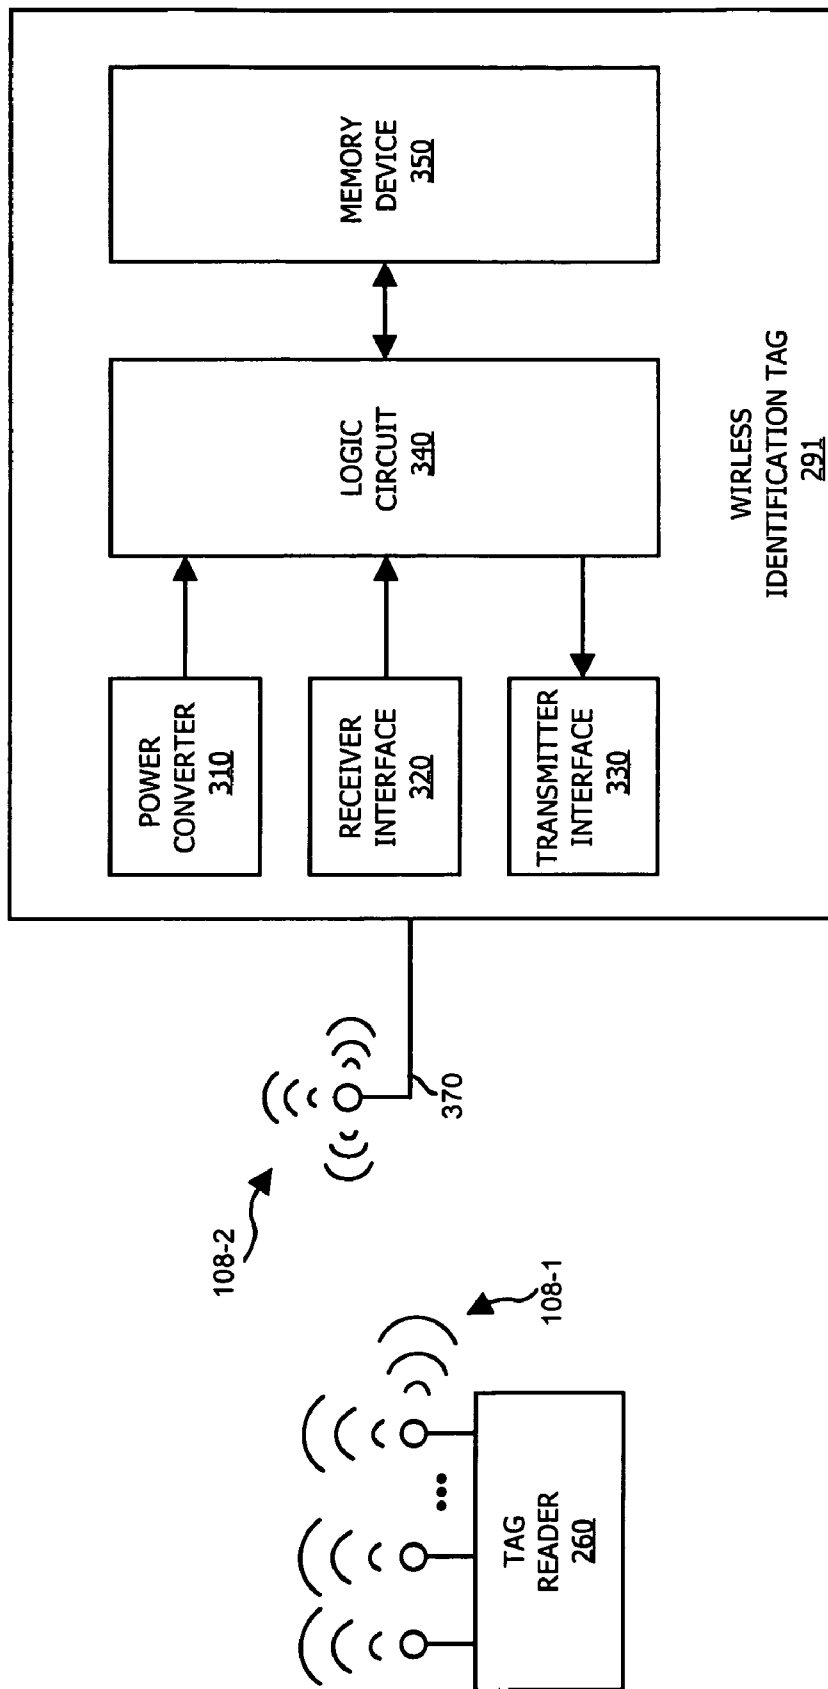 POWER
CONVERTER
310
RECEIVER
INTERFACE
320
TRANSMITTER
INTERFACE
330
LOGIC
CIRCUIT
340
MEMORY
DEVICE
350
WIRLESS
IDENTIFICATION TAG
291
108-2
370
108-1
TAG
READER
260